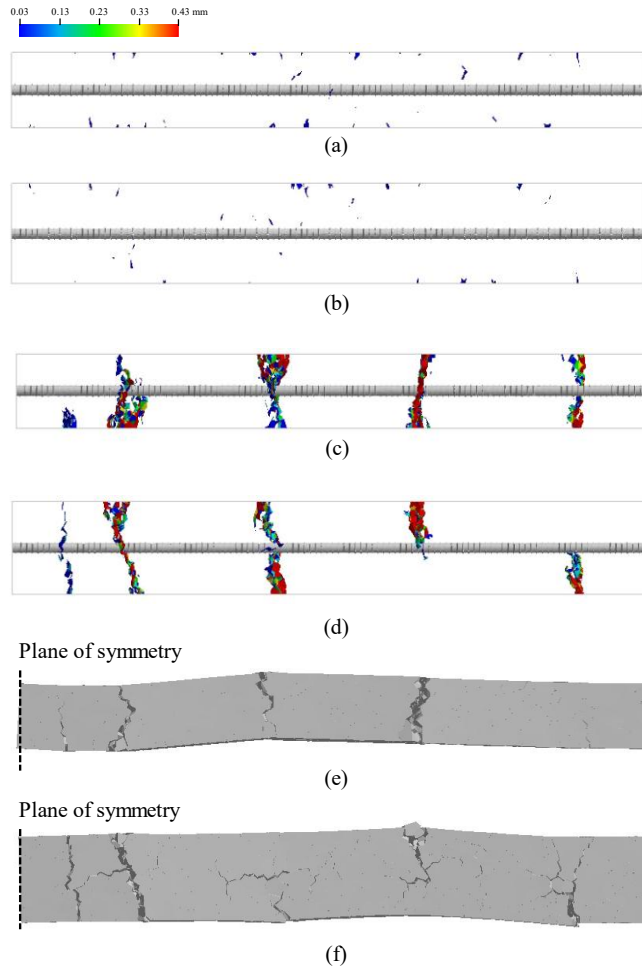 0.03 0.13 0.23 0.33 0.43 mm
(a)
(b)
(c)
(d)
Plane of symmetry
(e)
Plane of symmetry
(f)